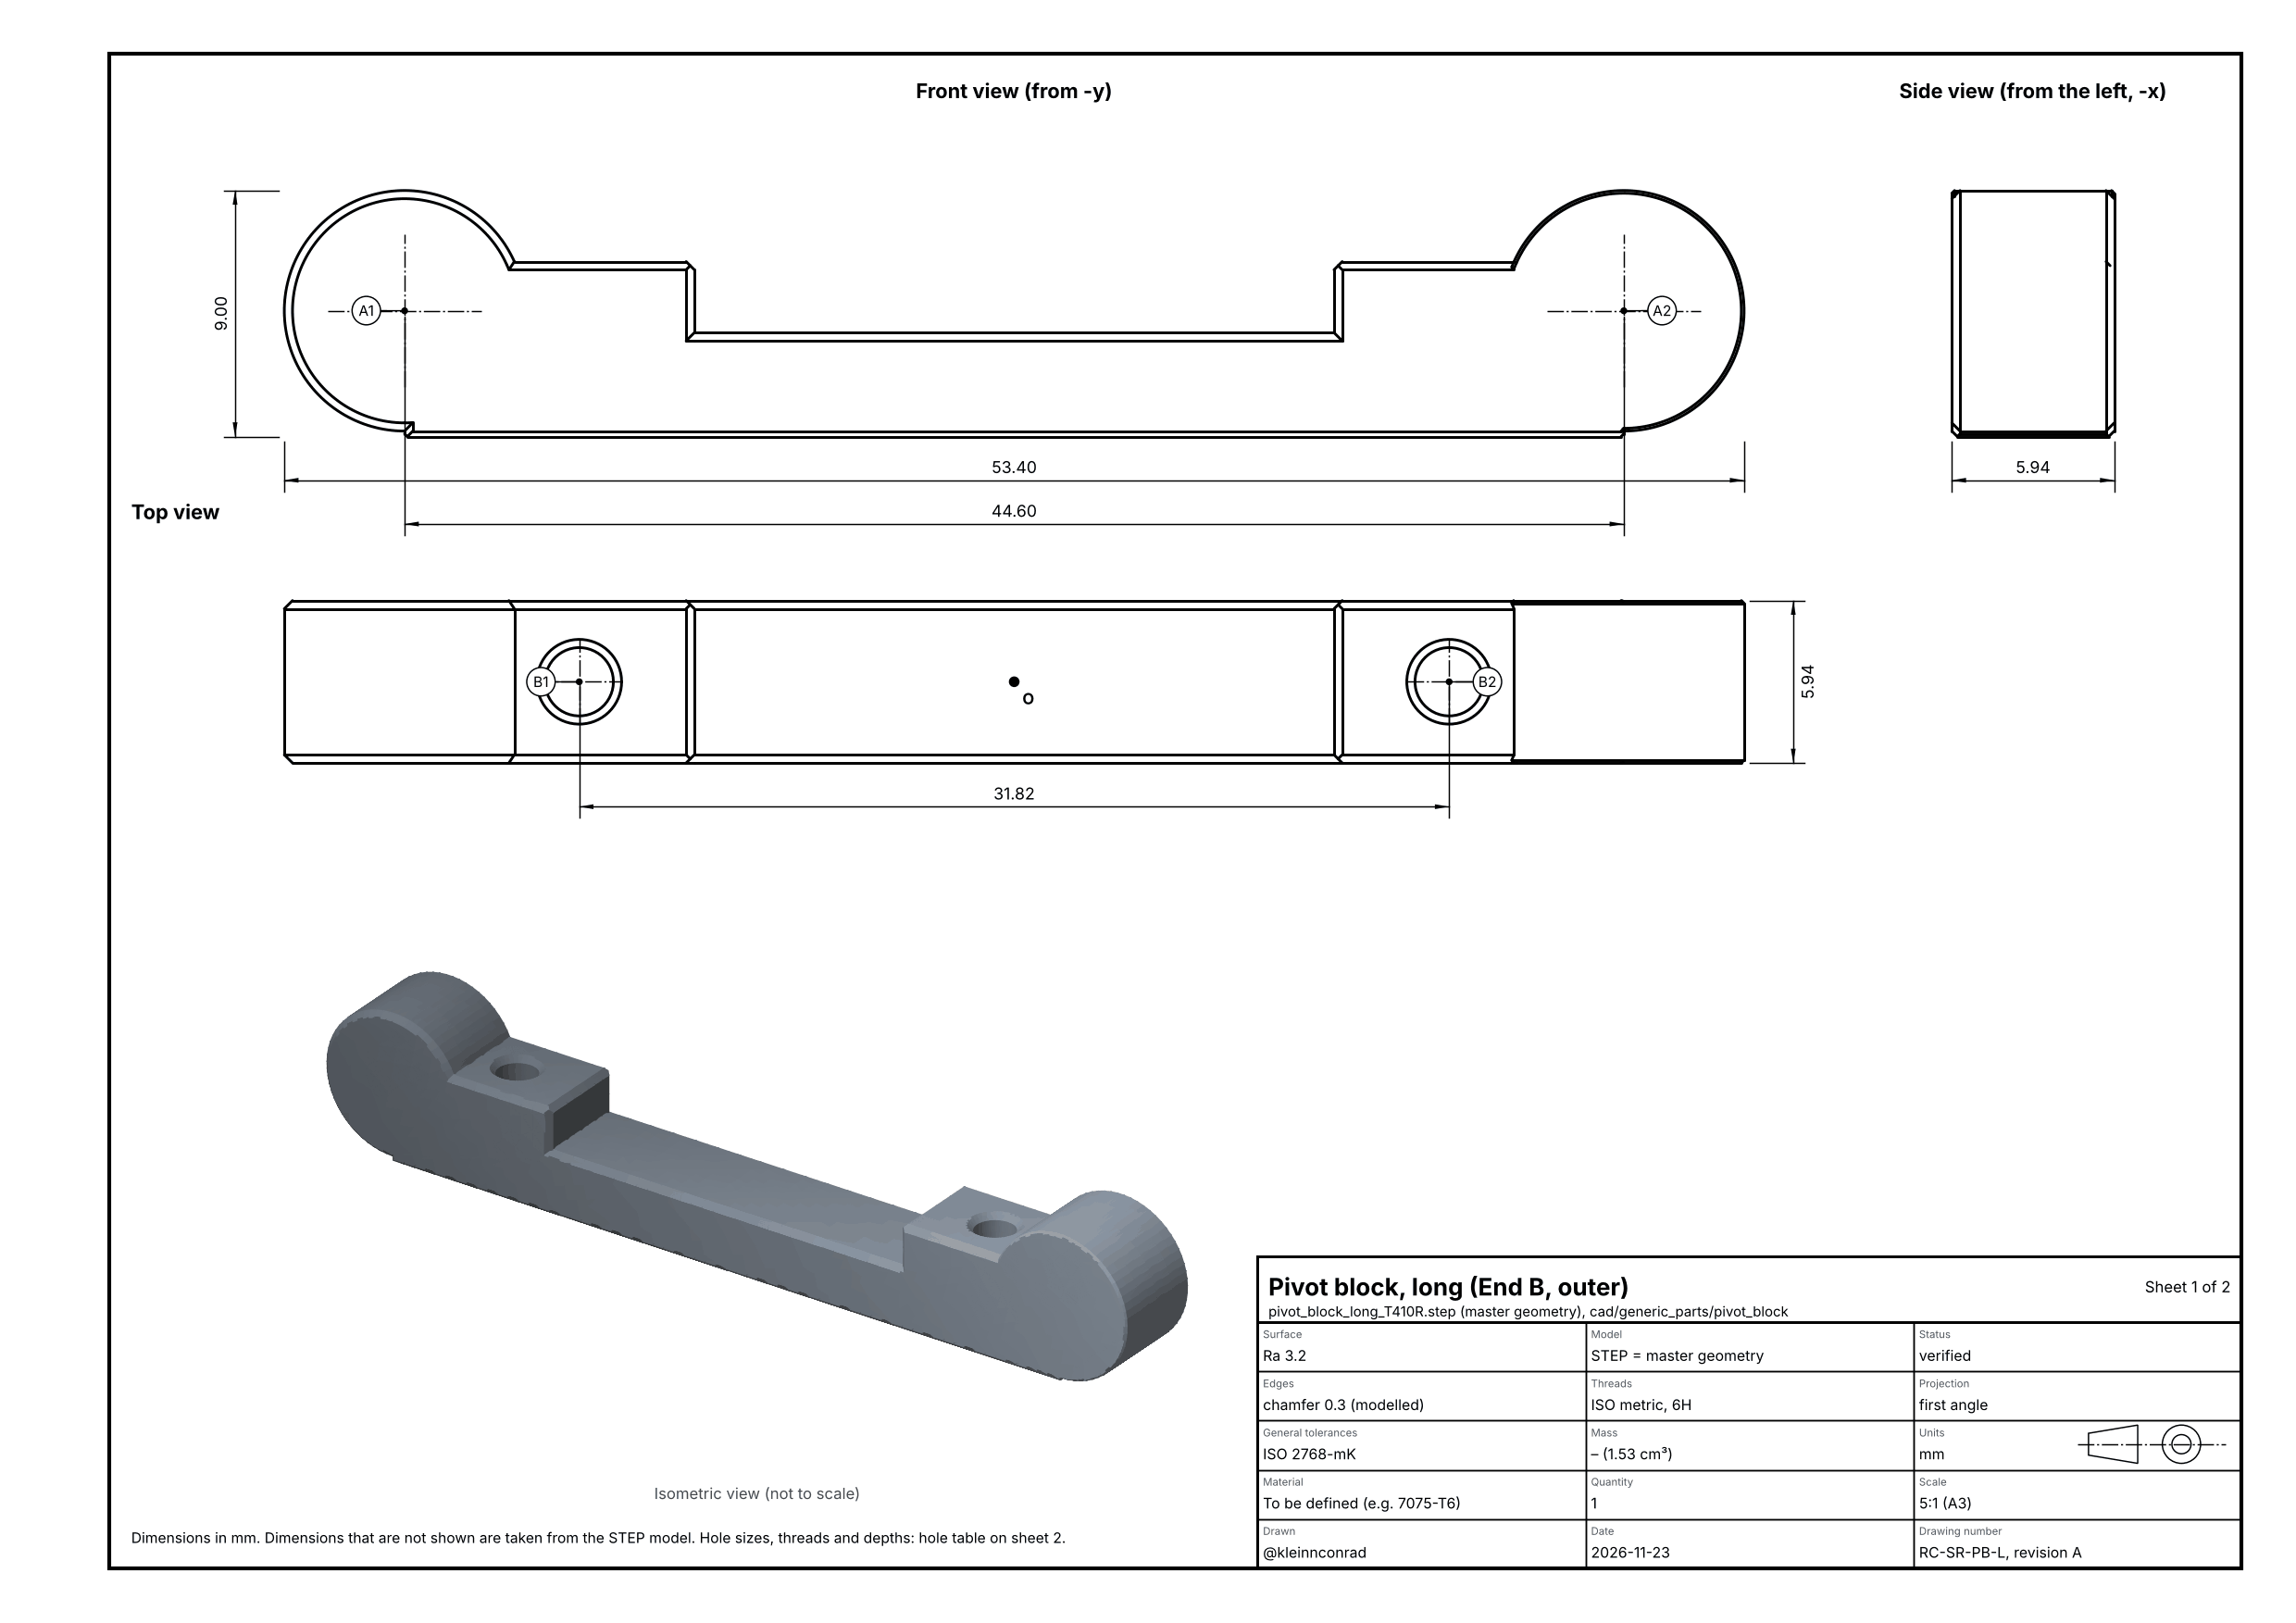 Front view (from -y)
Side view (from the left, -x)
9.00
A1
A2
53.40
5.94
Top view
44.60
B1
O
B2
5.94
31.82
Isometric view (not to scale)
Dimensions in mm. Dimensions that are not shown are taken from the STEP model. Hole sizes, threads and depths: hole table on sheet 2.
Pivot block, long (End B, outer)
Sheet 1 of 2
pivot_block_long_T410R.step (master geometry), cad/generic_parts/pivot_block
Surface
Ra 3.2
Model
STEP = master geometry
Status
verified
Edges
chamfer 0.3 (modelled)
Threads
ISO metric, 6H
Projection
first angle
General tolerances
ISO 2768-mK
Mass
– (1.53 cm³)
Units
mm
Material
To be defined (e.g. 7075-T6)
Quantity
1
Scale
5:1 (A3)
Drawn
@kleinnconrad
Date
2026-11-23
Drawing number
RC-SR-PB-L, revision A